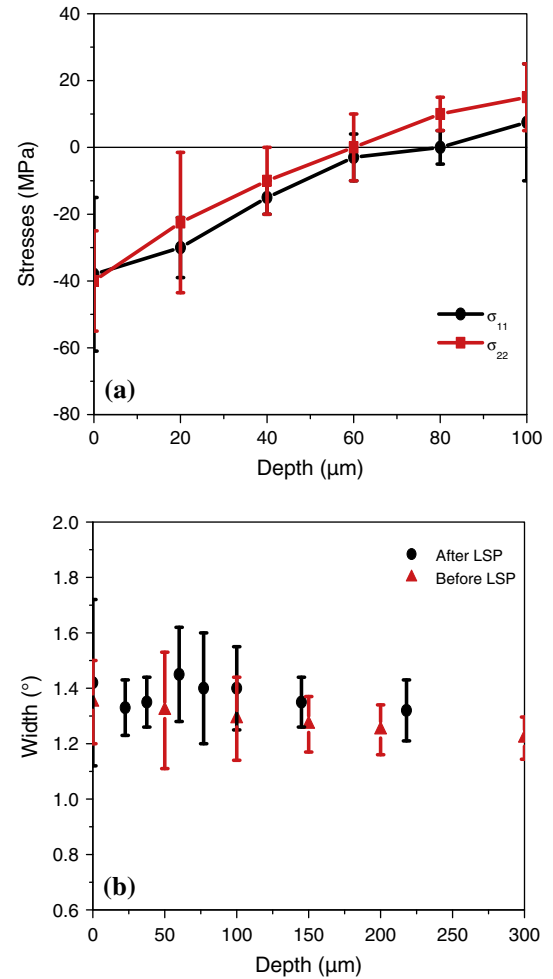 40
20
0
-20
-40
-60
-80
Stresses (MPa)
σ11
σ22
(a)
0 20 40 60 80 100
Depth (μm)
2.0
1.8
1.6
1.4
1.2
1.0
0.8
0.6
Width (°)
After LSP
Before LSP
(b)
0 50 100 150 200 250 300
Depth (μm)